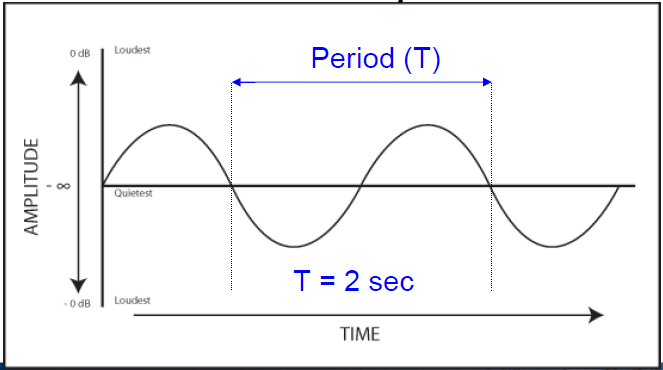 Period (T)
0 dB
Loudest
AMPLITUDE
- ∞
Quietest
T = 2 sec
- 0 dB
Loudest
TIME